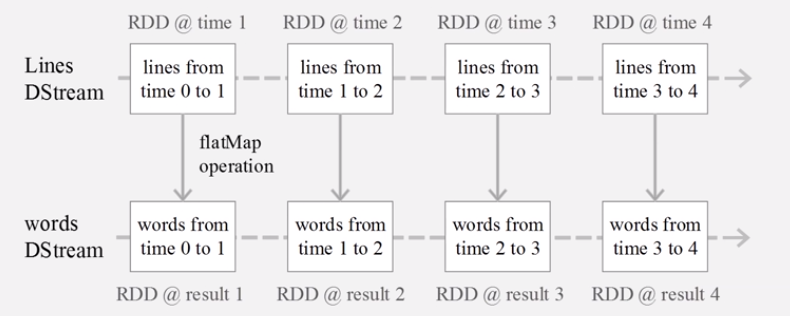 RDD @ time 1
RDD @ time 2
RDD @ time 3
RDD @ time 4
Lines
DStream
lines from
time 0 to 1
lines from
time 1 to 2
lines from
time 2 to 3
lines from
time 3 to 4
flatMap
operation
words
DStream
words from
time 0 to 1
words from
time 1 to 2
words from
time 2 to 3
words from
time 3 to 4
RDD @ result 1
RDD @ result 2
RDD @ result 3
RDD @ result 4